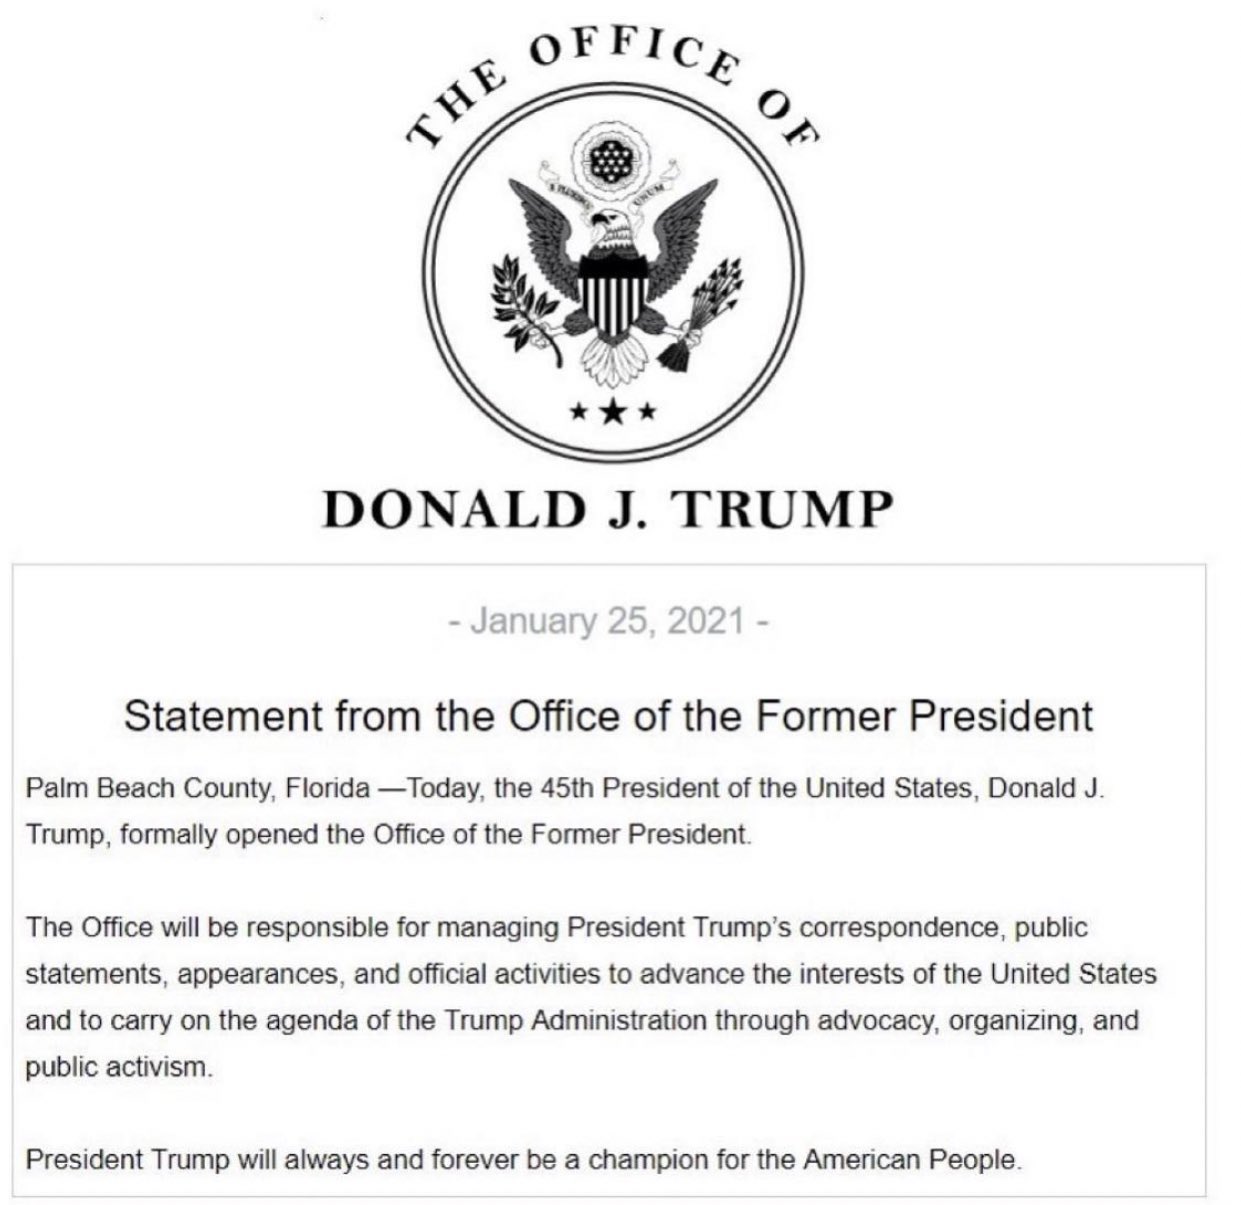 THE OFFICE OF
E PLURIBUS UNUM
DONALD J. TRUMP
- January 25, 2021 -
Statement from the Office of the Former President
Palm Beach County, Florida —Today, the 45th President of the United States, Donald J.
Trump, formally opened the Office of the Former President.
The Office will be responsible for managing President Trump’s correspondence, public
statements, appearances, and official activities to advance the interests of the United States
and to carry on the agenda of the Trump Administration through advocacy, organizing, and
public activism.
President Trump will always and forever be a champion for the American People.